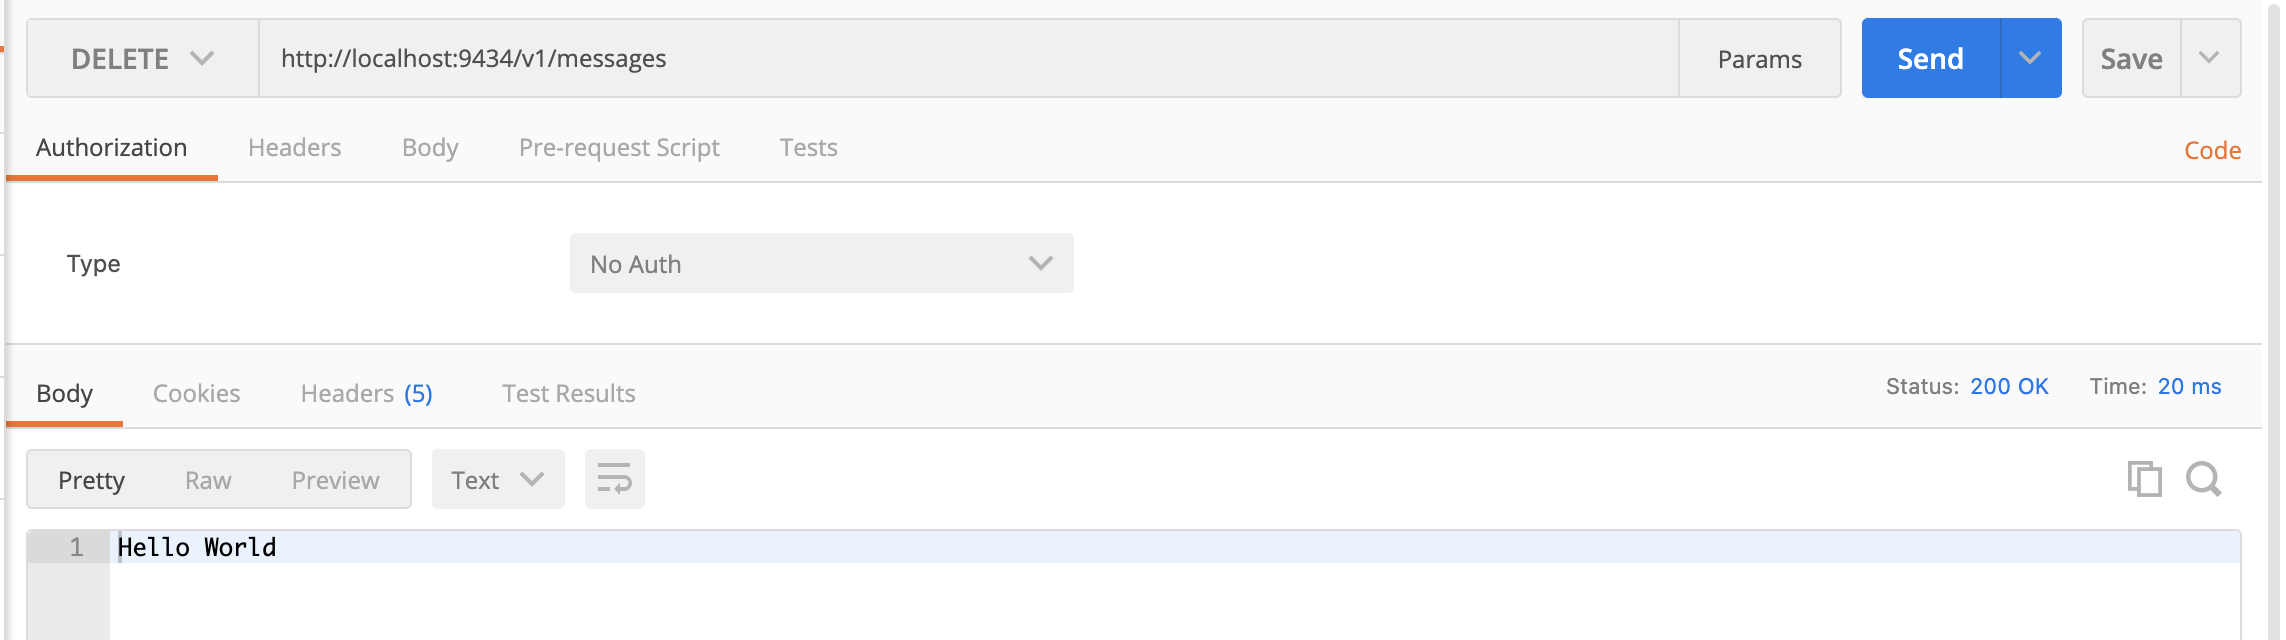 DELETE http://localhost:9434/v1/messages Params Send Save
Authorization Headers Body Pre-request Script Tests Code
Type No Auth
Body Cookies Headers (5) Test Results Status: 200 OK Time: 20 ms
Pretty Raw Preview Text
1 Hello World